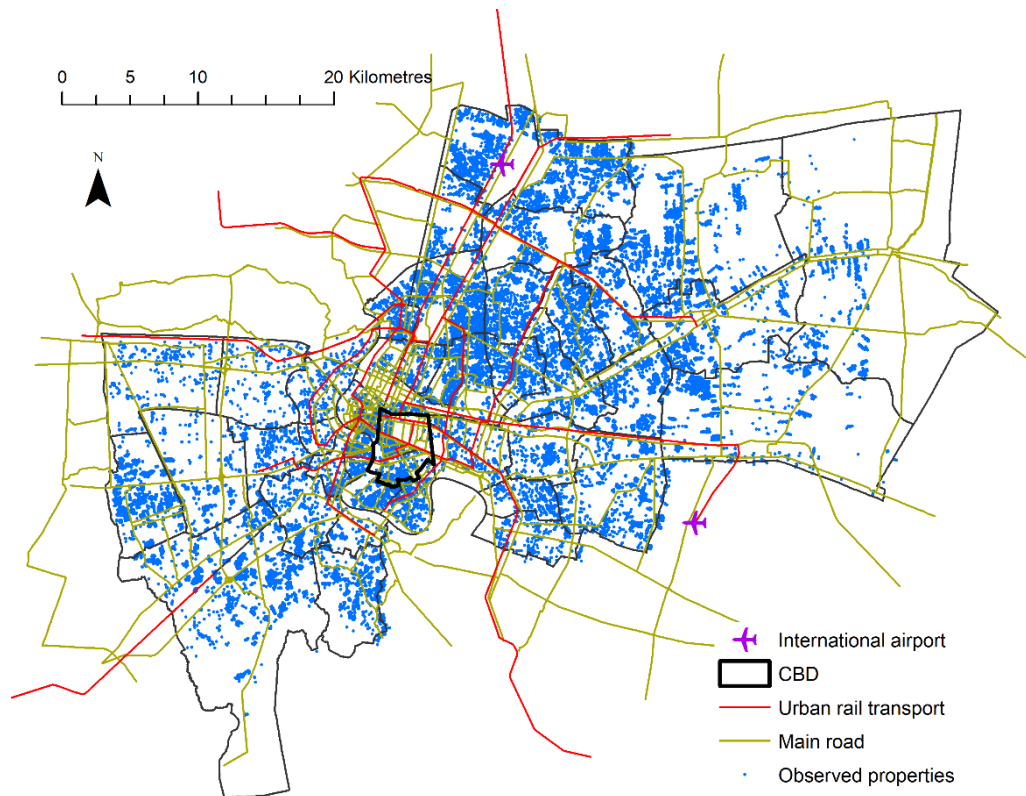 0 10 20 Kilometres
5
N
International airport
CBD
Urban rail transport
Main road
Observed properties